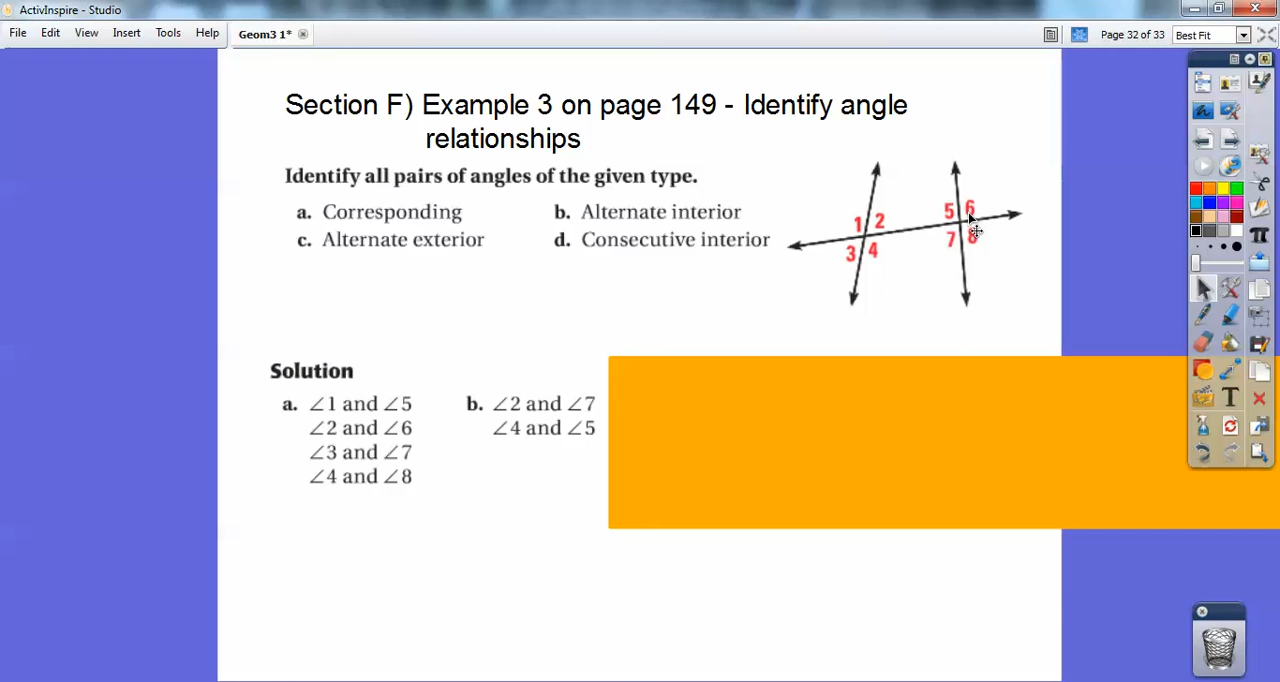 ActivInspire - Studio
File Edit View Insert Tools Help
Geom3 1*
Page 32 of 33
Best Fit
Section F) Example 3 on page 149 - Identify angle
relationships
Identify all pairs of angles of the given type.
a. Corresponding
b. Alternate interior
c. Alternate exterior
d. Consecutive interior
1 2
3 4
5 6
7 8
Solution
a. ∠1 and ∠5
∠2 and ∠6
∠3 and ∠7
∠4 and ∠8
b. ∠2 and ∠7
∠4 and ∠5